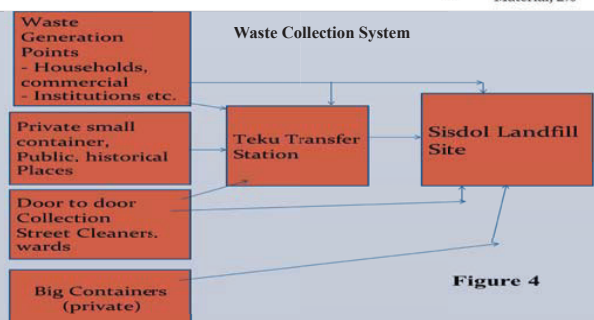 Waste Collection System
Waste
Generation
Points
- Households,
commercial
- Institutions etc.
Private small
container,
Public, historical
Places
Door to door
Collection
Street Cleaners.
wards
Big Containers
(private)
Teku Transfer
Station
Sisdol Landfill
Site
Figure 4